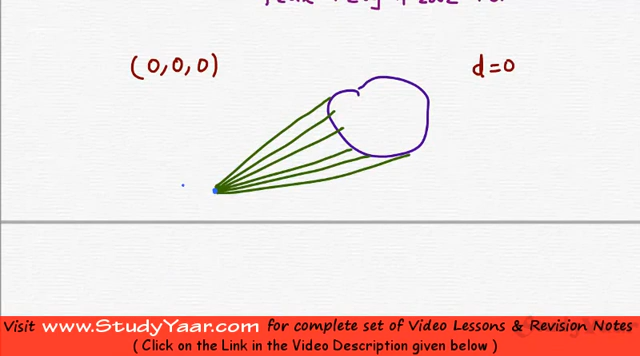 (0,0,0) d=0
Visit www.StudyYaar.com for complete set of Video Lessons & Revision Notes
( Click on the Link in the Video Description given below )